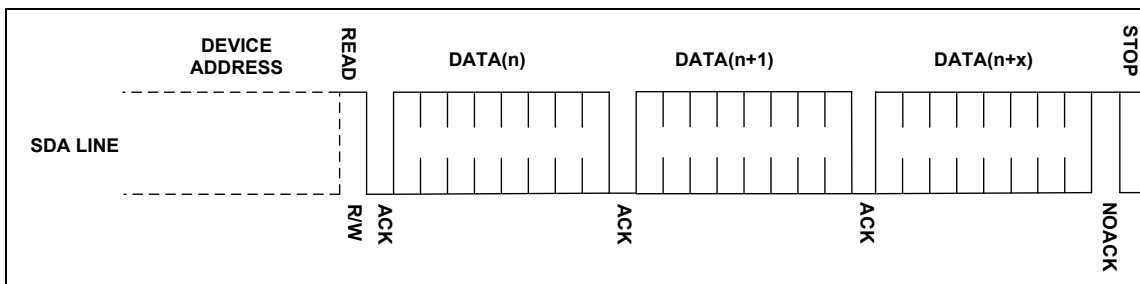 DEVICE
ADDRESS
READ
DATA(n)
DATA(n+1)
DATA(n+x)
STOP
SDA LINE
R/W
ACK
ACK
ACK
NOACK